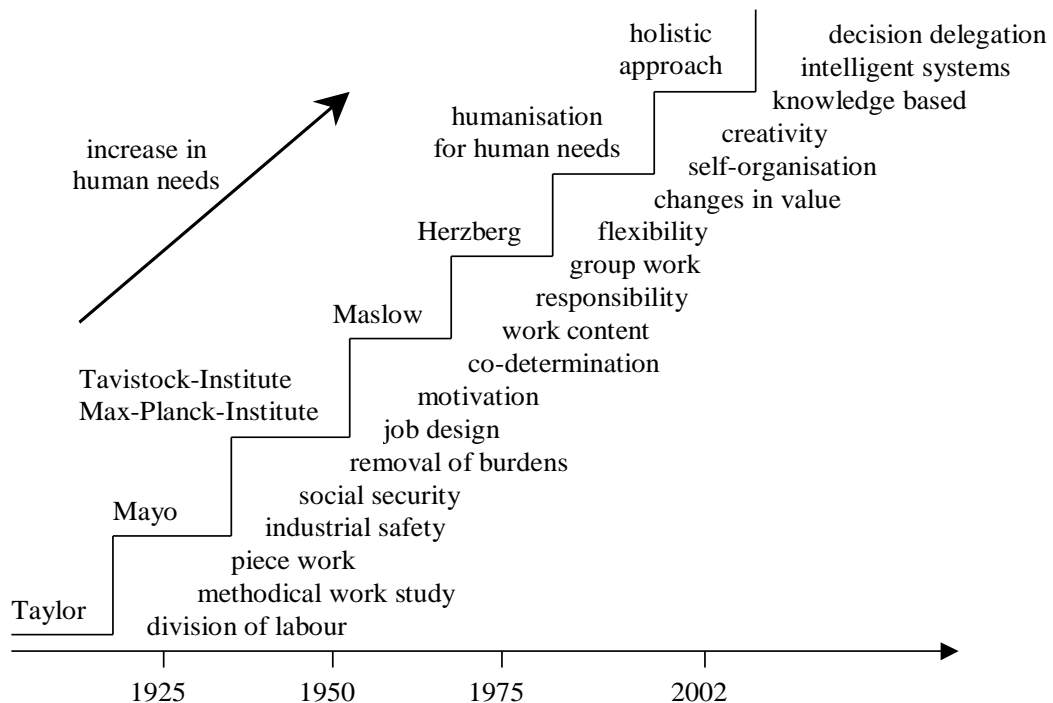 holistic
approach
decision delegation
intelligent systems
knowledge based
humanisation
for human needs
creativity
self-organisation
changes in value
increase in
human needs
Herzberg
flexibility
group work
responsibility
Maslow
work content
co-determination
Tavistock-Institute
Max-Planck-Institute
motivation
job design
removal of burdens
social security
Mayo
industrial safety
piece work
methodical work study
Taylor
division of labour
1925
1950
1975
2002